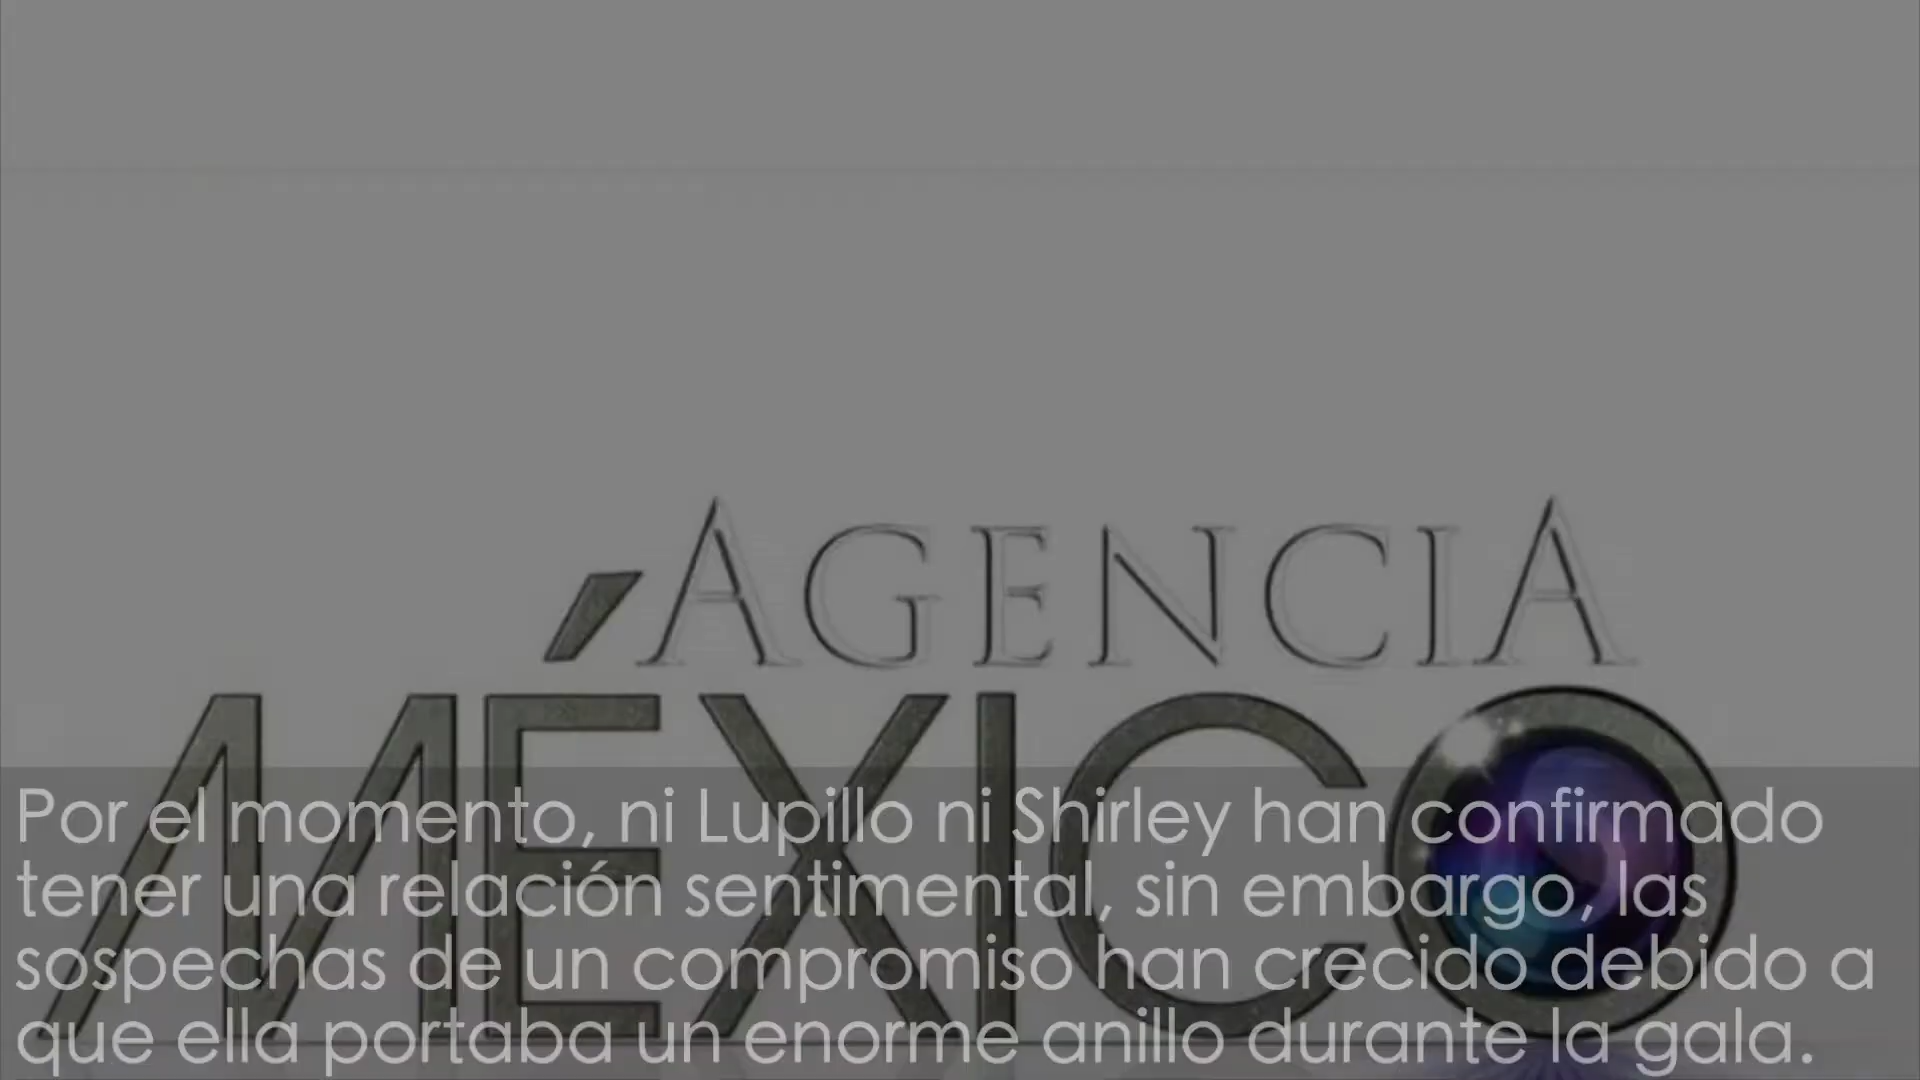 AGENCIA
MÉXICO
Por el momento, ni Lupillo ni Shirley han confirmado
tener una relación sentimental, sin embargo, las
sospechas de un compromiso han crecido debido a
que ella portaba un enorme anillo durante la gala.